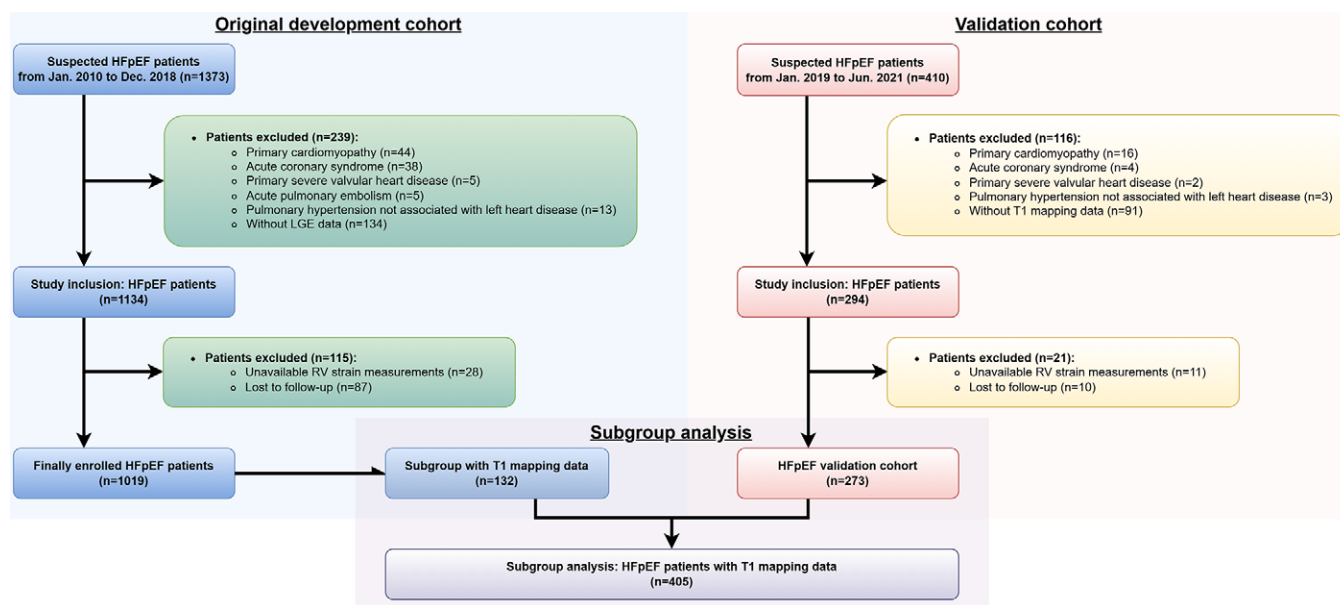 Original development cohort
Suspected HFpEF patients
from Jan. 2010 to Dec. 2018 (n=1373)
• Patients excluded (n=239):
○ Primary cardiomyopathy (n=44)
○ Acute coronary syndrome (n=38)
○ Primary severe valvular heart disease (n=5)
○ Acute pulmonary embolism (n=5)
○ Pulmonary hypertension not associated with left heart disease (n=13)
○ Without LGE data (n=134)
Study inclusion: HFpEF patients
(n=1134)
• Patients excluded (n=115):
○ Unavailable RV strain measurements (n=28)
○ Lost to follow-up (n=87)
Finally enrolled HFpEF patients
(n=1019)
Validation cohort
Suspected HFpEF patients
from Jan. 2019 to Jun. 2021 (n=410)
• Patients excluded (n=116):
○ Primary cardiomyopathy (n=16)
○ Acute coronary syndrome (n=4)
○ Primary severe valvular heart disease (n=2)
○ Pulmonary hypertension not associated with left heart disease (n=3)
○ Without T1 mapping data (n=91)
Study inclusion: HFpEF patients
(n=294)
• Patients excluded (n=21):
○ Unavailable RV strain measurements (n=11)
○ Lost to follow-up (n=10)
Subgroup analysis
Subgroup with T1 mapping data
(n=132)
HFpEF validation cohort
(n=273)
Subgroup analysis: HFpEF patients with T1 mapping data
(n=405)